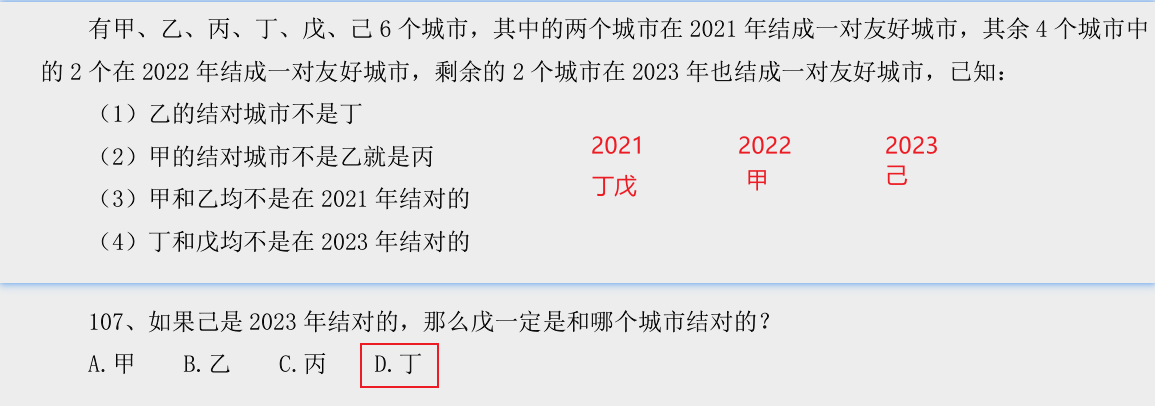 有甲、乙、丙、丁、戊、己 6 个城市，其中的两个城市在 2021 年结成一对友好城市，其余 4 个城市中
的 2 个在 2022 年结成一对友好城市，剩余的 2 个城市在 2023 年也结成一对友好城市，已知：
（1）乙的结对城市不是丁
（2）甲的结对城市不是乙就是丙
（3）甲和乙均不是在 2021 年结对的
（4）丁和戊均不是在 2023 年结对的
2021 2022 2023
丁戊 甲 己
107、如果己是 2023 年结对的，那么戊一定是和哪个城市结对的？
A.甲 B.乙 C.丙 D.丁